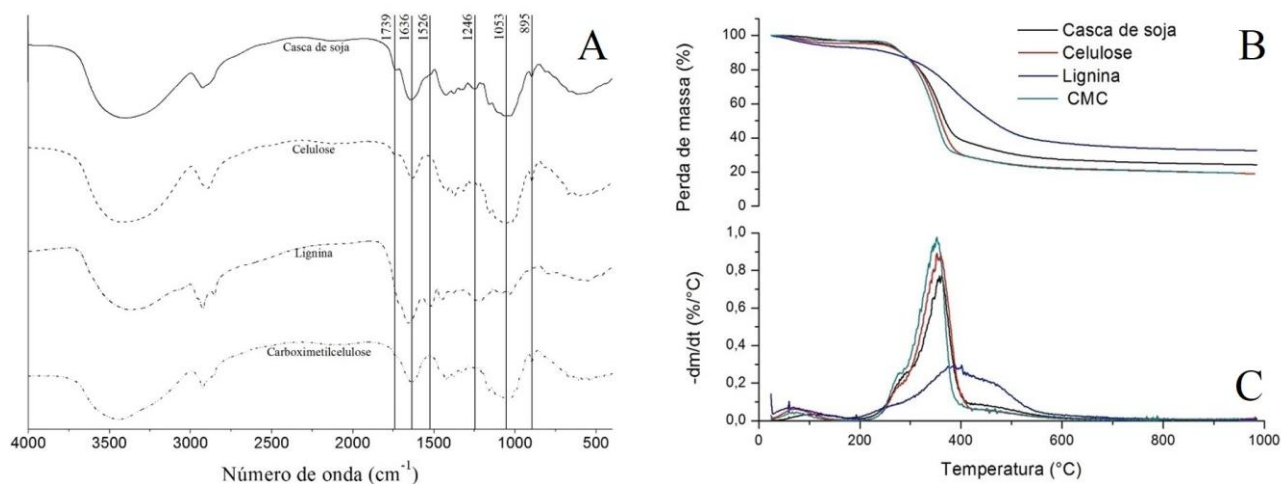 1739
1636
1526
1246
1053
895
A
Casca de soja
Celulose
Lignina
Carboximetilcelulose
4000 3500 3000 2500 2000 1500 1000 500
Número de onda (cm⁻¹)
B
Casca de soja
Celulose
Lignina
CMC
100
80
60
40
20
0
Perda de massa (%)
C
1,0
0,8
0,6
0,4
0,2
0,0
-dm/dt (%/°C)
0 200 400 600 800 1000
Temperatura (°C)